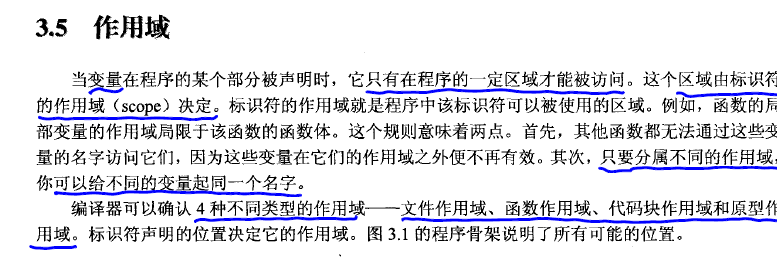 3.5 作用域
当变量在程序的某个部分被声明时，它只有在程序的一定区域才能被访问。这个区域由标识符
的作用域（scope）决定。标识符的作用域就是程序中该标识符可以被使用的区域。例如，函数的局
部变量的作用域局限于该函数的函数体。这个规则意味着两点。首先，其他函数都无法通过这些变
量的名字访问它们，因为这些变量在它们的作用域之外便不再有效。其次，只要分属不同的作用域，
你可以给不同的变量起同一个名字。
编译器可以确认 4 种不同类型的作用域——文件作用域、函数作用域、代码块作用域和原型作
用域。标识符声明的位置决定它的作用域。图 3.1 的程序骨架说明了所有可能的位置。